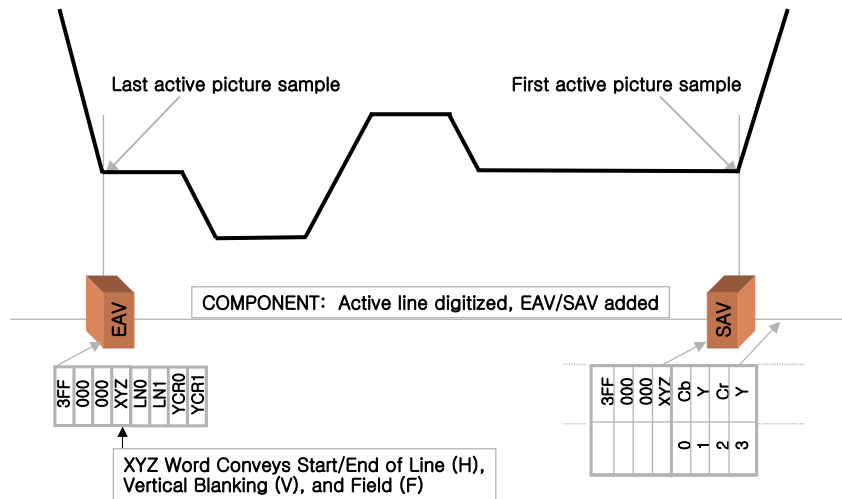 Last active picture sample
First active picture sample
COMPONENT: Active line digitized, EAV/SAV added
EAV
SAV
3FF
000
000
XYZ
LN0
LN1
YCR0
YCR1
3FF
000
000
XYZ
Cb
Y
Cr
Y
0
1
2
3
XYZ Word Conveys Start/End of Line (H),
Vertical Blanking (V), and Field (F)